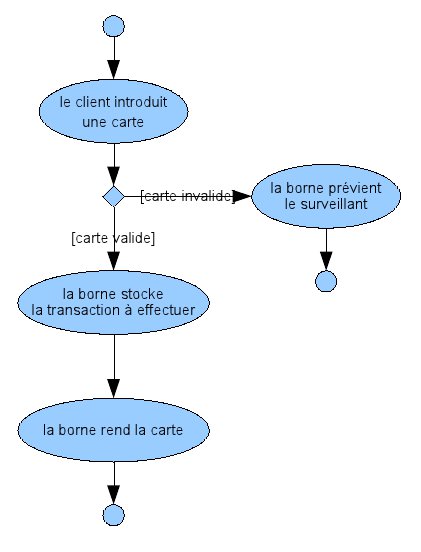 le client introduit
une carte
[carte invalide]
la borne prévient
le surveillant
[carte valide]
la borne stocke
la transaction à effectuer
la borne rend la carte